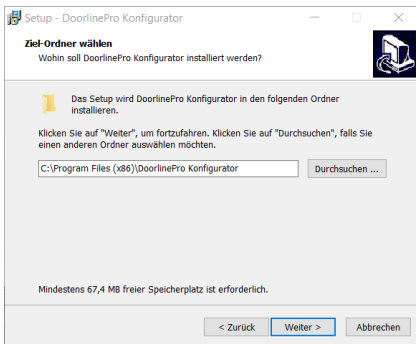 Setup - DoorlinePro Konfigurator
Ziel-Ordner wählen
Wohin soll DoorlinePro Konfigurator installiert werden?
Das Setup wird DoorlinePro Konfigurator in den folgenden Ordner
installieren.
Klicken Sie auf "Weiter", um fortzufahren. Klicken Sie auf "Durchsuchen", falls Sie
einen anderen Ordner auswählen möchten.
C:\Program Files (x86)\DoorlinePro Konfigurator
Durchsuchen ...
Mindestens 67,4 MB freier Speicherplatz ist erforderlich.
< Zurück
Weiter >
Abbrechen